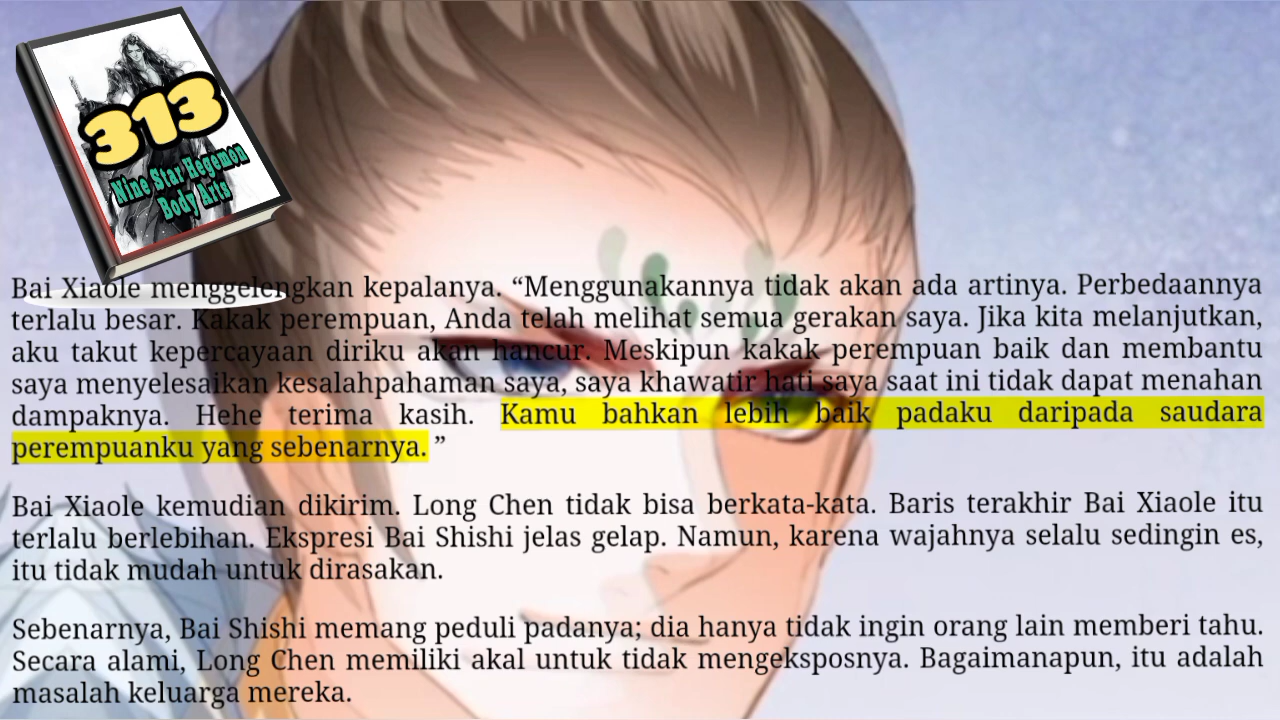 313
Nine Star Hegemon
Body Arts
Bai Xiaole menggelengkan kepalanya. “Menggunakannya tidak akan ada artinya. Perbedaannya
terlalu besar. Kakak perempuan, Anda telah melihat semua gerakan saya. Jika kita melanjutkan,
aku takut kepercayaan diriku akan hancur. Meskipun kakak perempuan baik dan membantu
saya menyelesaikan kesalahpahaman saya, saya khawatir hati saya saat ini tidak dapat menahan
dampaknya. Hehe terima kasih. Kamu bahkan lebih baik padaku daripada saudara
perempuanku yang sebenarnya. ”
Bai Xiaole kemudian dikirim. Long Chen tidak bisa berkata-kata. Baris terakhir Bai Xiaole itu
terlalu berlebihan. Ekspresi Bai Shishi jelas gelap. Namun, karena wajahnya selalu sedingin es,
itu tidak mudah untuk dirasakan.
Sebenarnya, Bai Shishi memang peduli padanya; dia hanya tidak ingin orang lain memberi tahu.
Secara alami, Long Chen memiliki akal untuk tidak mengeksposnya. Bagaimanapun, itu adalah
masalah keluarga mereka.